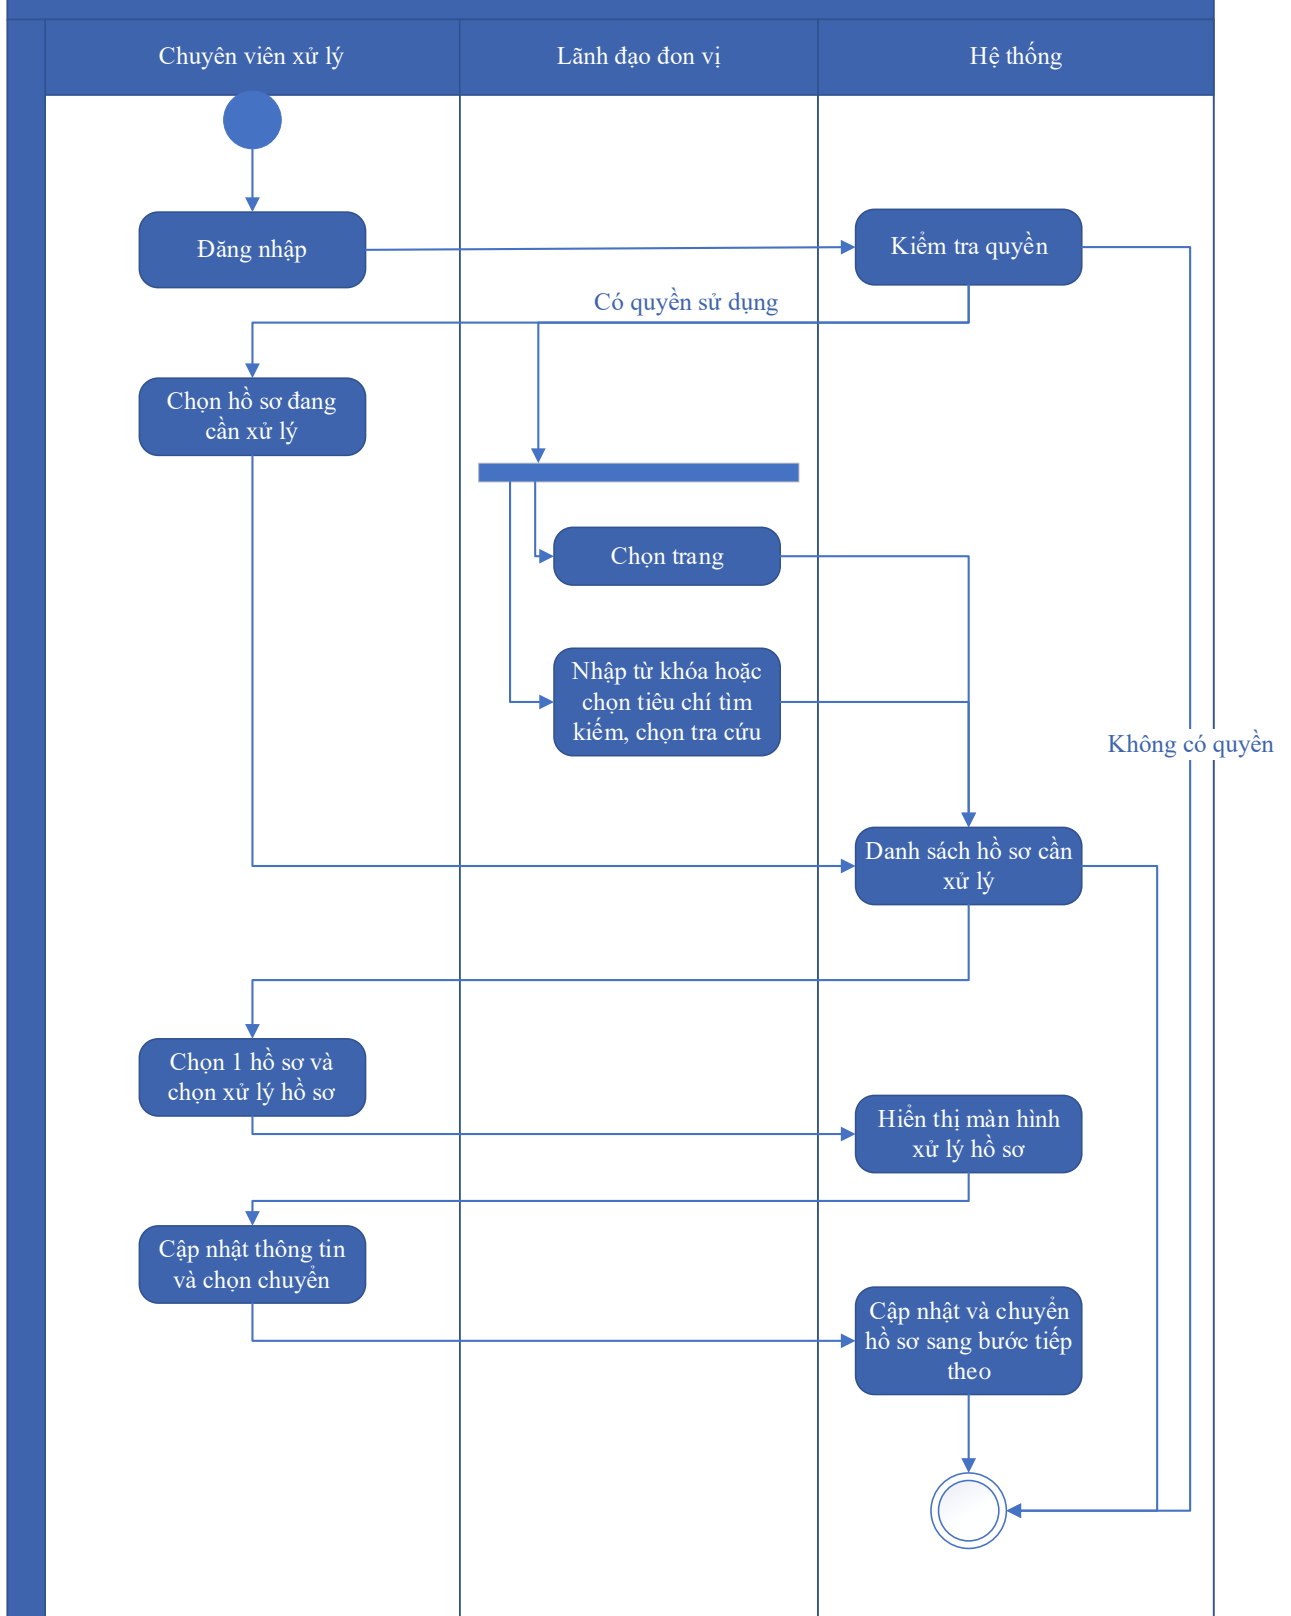 Chuyên viên xử lý
Lãnh đạo đon vị
Hệ thống
Đăng nhập
Kiểm tra quyền
Có quyền sử dụng
Chọn hồ sơ đang
cần xử lý
Chọn trang
Nhập từ khóa hoặc
chọn tiêu chí tìm
kiếm, chọn tra cứu
Không có quyền
Danh sách hồ sơ cần
xử lý
Chọn 1 hồ sơ và
chọn xử lý hồ sơ
Hiển thị màn hình
xử lý hồ sơ
Cập nhật thông tin
và chọn chuyển
Cập nhật và chuyển
hồ sơ sang bước tiếp
theo